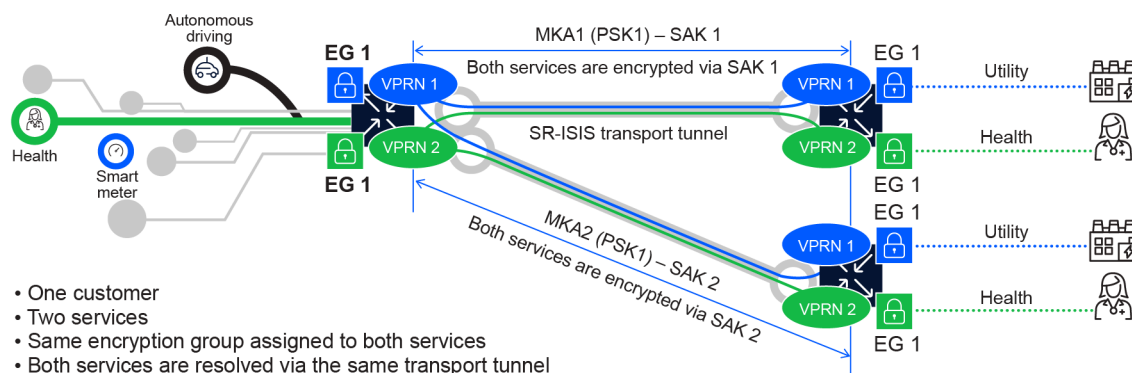 Autonomous
driving
Health
Smart
meter
EG 1
EG 1
VPRN 1
VPRN 2
MKA1 (PSK1) – SAK 1
Both services are encrypted via SAK 1
SR-ISIS transport tunnel
MKA2 (PSK1) – SAK 2
Both services are encrypted via SAK 2
EG 1
VPRN 1
Utility
VPRN 2
Health
EG 1
EG 1
VPRN 1
Utility
VPRN 2
Health
EG 1
• One customer
• Two services
• Same encryption group assigned to both services
• Both services are resolved via the same transport tunnel